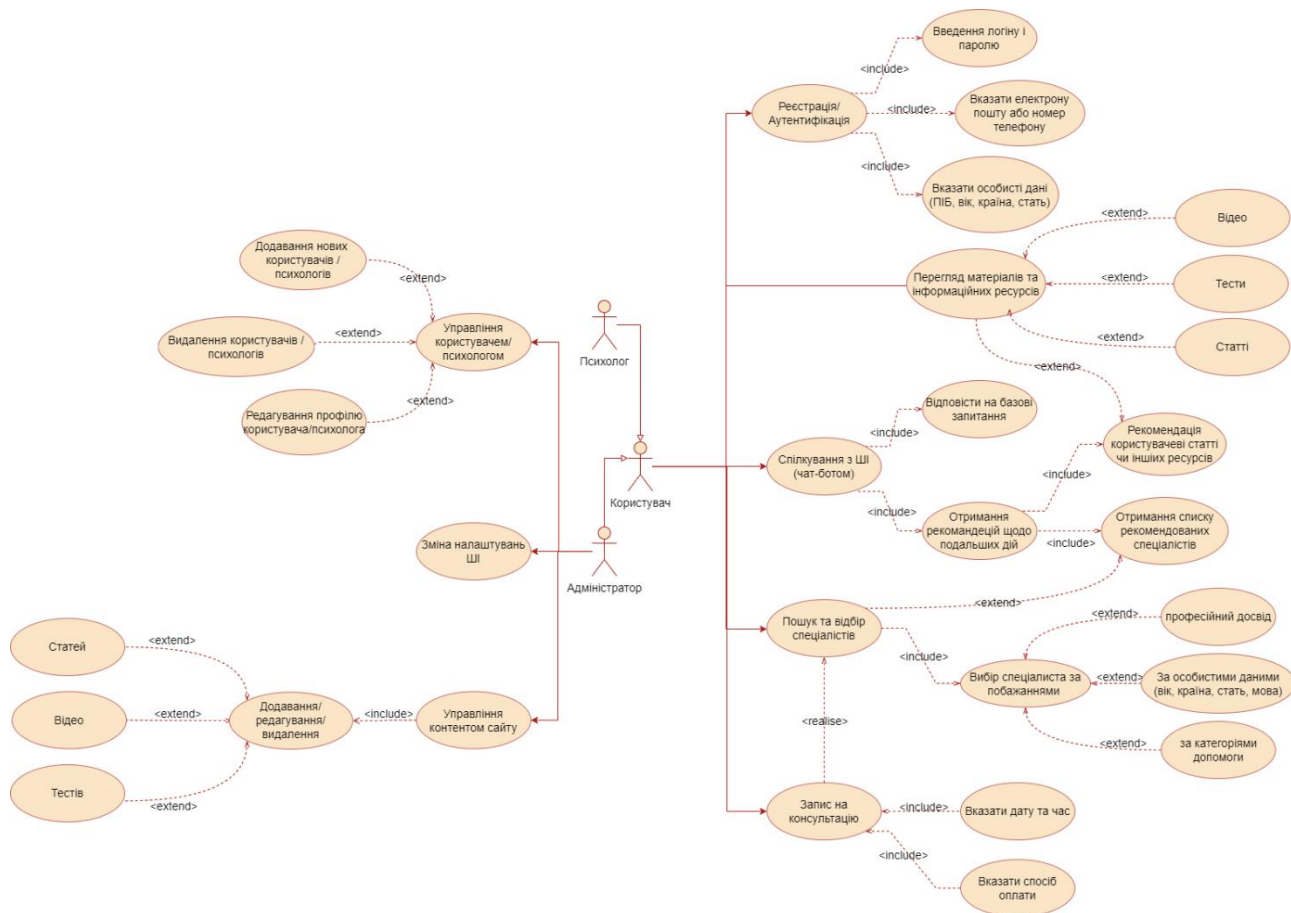 Введення логіну і
паролю
<include>
Реєстрація/
Аутентифікація
<include>
Вказати електрону
пошту або номер
телефону
<include>
Вказати особисті дані
(ПІБ, вік, країна, стать)
<extend>
Відео
Перегляд матеріалів та
інформаційних ресурсів
<extend>
Тести
<extend>
Статті
<extend>
Додавання нових
користувачів /
психологів
<extend>
Видалення користувачів /
психологів
<extend>
Управління
користувачем/
психологом
Редагування профілю
користувача/психолога
<extend>
Психолог
Користувач
Адміністратор
Зміна налаштувань
ШІ
Відповісти на базові
запитання
<include>
Спілкування з ШІ
(чат-ботом)
<include>
Отримання
рекомандецій щодо
подальших дій
<include>
Рекомендація
користувачеві статті
чи іншіих ресурсів
<include>
Отримання списку
рекомендованих
спеціалістів
<extend>
Пошук та відбір
спеціалістів
<include>
Вибір спеціаліста за
побажаннями
<extend>
професійний досвід
<extend>
За особистими даними
(вік, країна, стать, мова)
<extend>
за категоріями
допомоги
<realise>
Запис на
консультацію
<include>
Вказати дату та час
<include>
Вказати спосіб
оплати
Статей
<extend>
Відео
<extend>
Тестів
<extend>
Додавання/
редагування/
видалення
<include>
Управління
контентом сайту